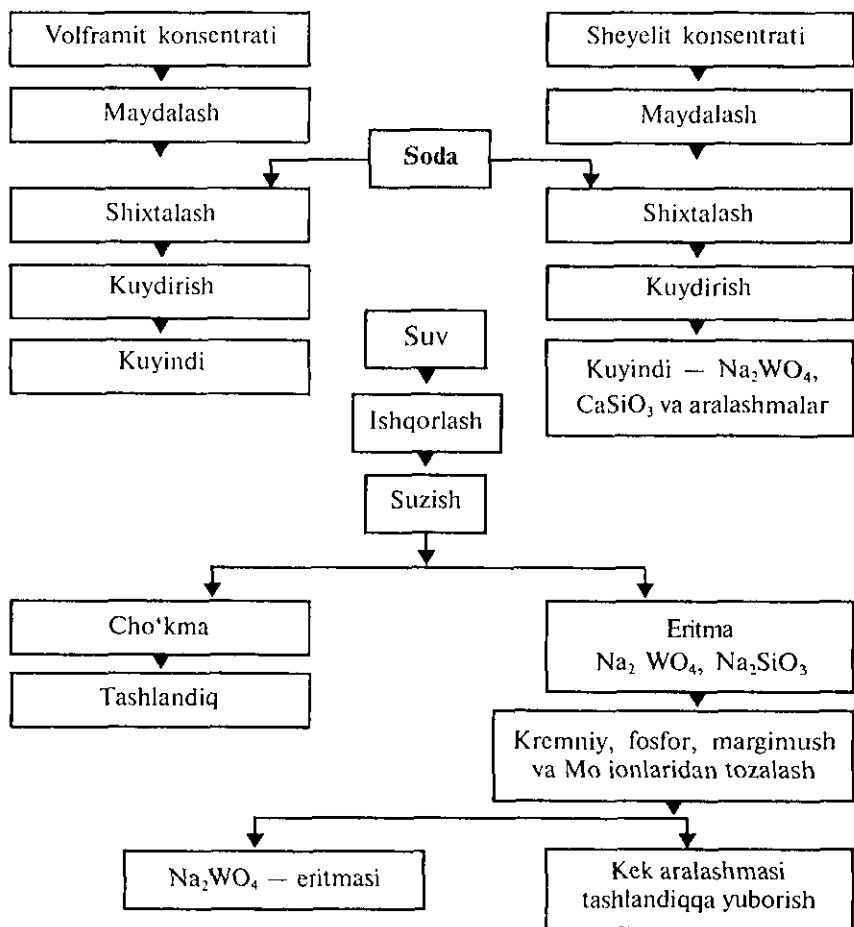 Volframit konsentrati
Sheyelit konsentrati
Maydalash
Maydalash
Soda
Shixtalash
Shixtalash
Kuydirish
Kuydirish
Suv
Kuyindi
Kuyindi — Na₂WO₄,
CaSiO₃ va aralashmalar
Ishqorlash
Suzish
Cho‘kma
Eritma
Na₂ WO₄, Na₂SiO₃
Tashlandiq
Kremniy, fosfor, margimush
va Mo ionlaridan tozalash
Na₂WO₄ — eritmasi
Kek aralashmasi
tashlandiqqa yuborish